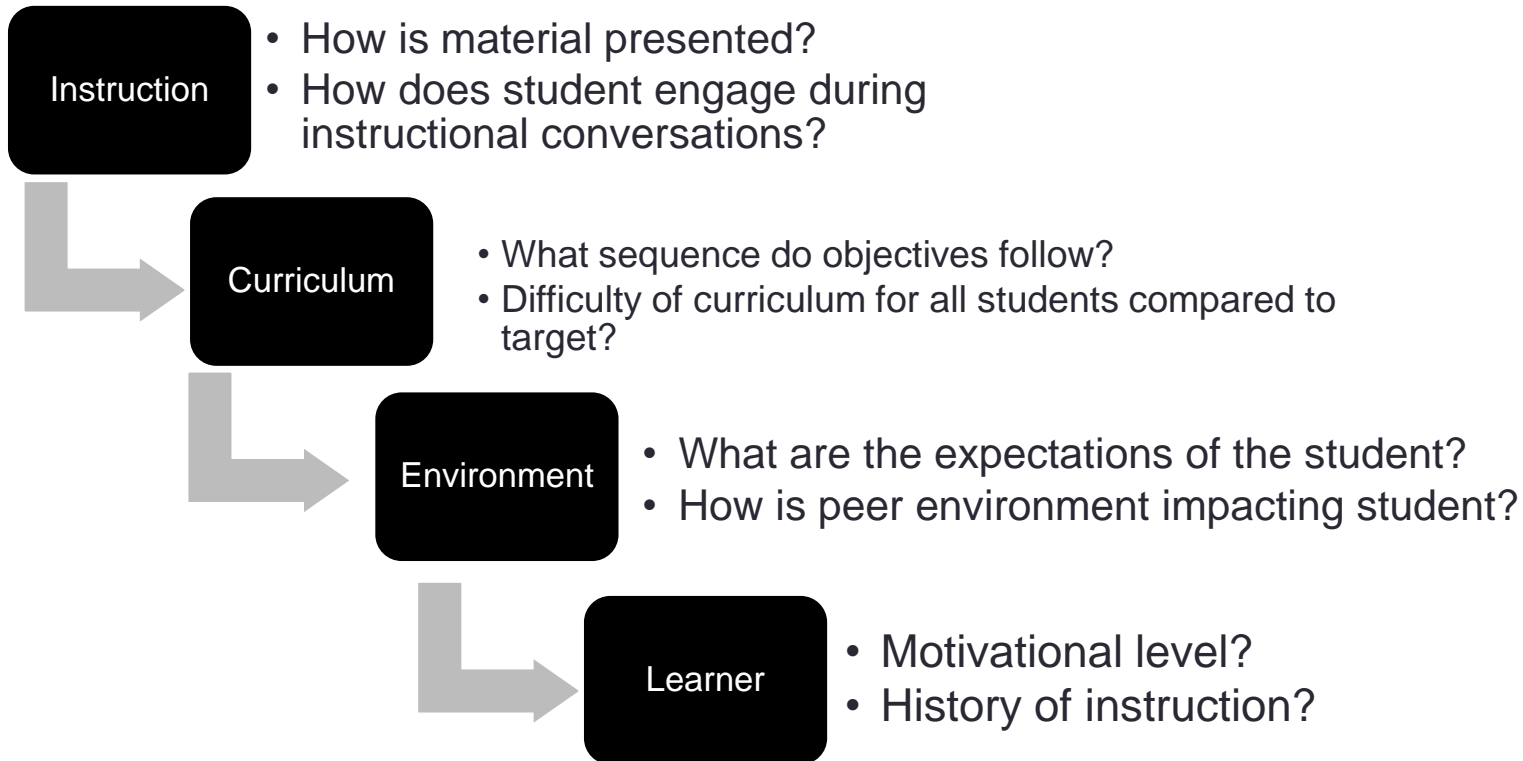 Instruction
• How is material presented?
• How does student engage during
instructional conversations?
Curriculum
• What sequence do objectives follow?
• Difficulty of curriculum for all students compared to
target?
Environment
• What are the expectations of the student?
• How is peer environment impacting student?
Learner
• Motivational level?
• History of instruction?